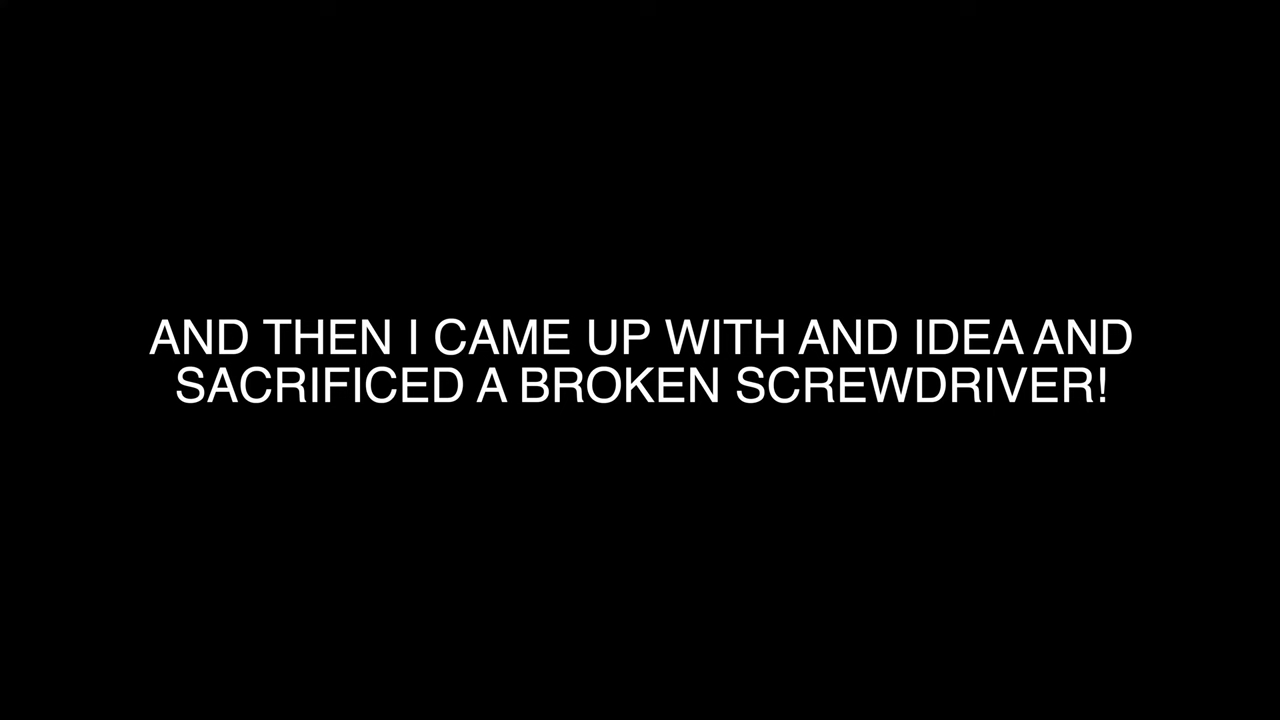 AND THEN I CAME UP WITH AND IDEA AND
SACRIFICED A BROKEN SCREWDRIVER!